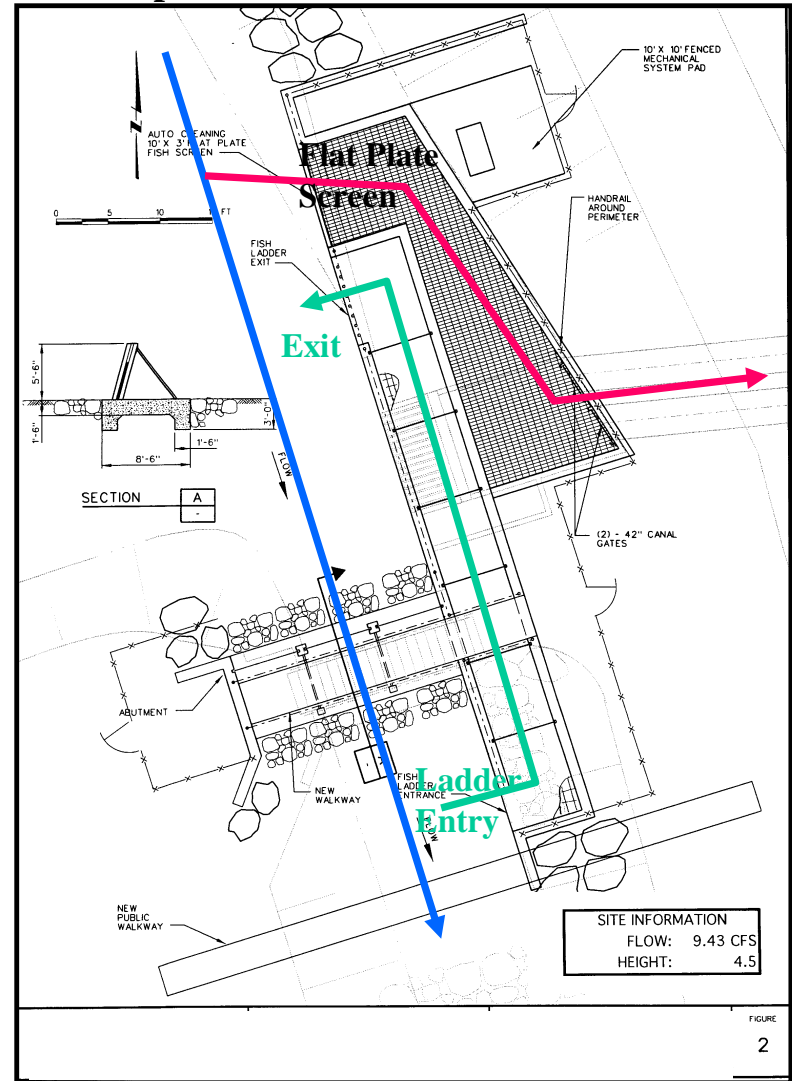 10' X 10' FENCED
MECHANICAL
SYSTEM PAD
N
AUTO CLEANING
10' X 3' FLAT PLATE
FISH SCREEN
Flat Plate
Screen
HANDRAIL
AROUND
PERIMETER
0 5 10 FT
FISH
LADDER
EXIT
Exit
5'-6"
1'-6"
3'-0"
1'-6"
8'-6"
FLOW
SECTION A
-
(2) - 42" CANAL
GATES
ABUTMENT
NEW
WALKWAY
A
-
FISH
LADDER
ENTRANCE
Ladder
Entry
FLOW
NEW
PUBLIC
WALKWAY
SITE INFORMATION
FLOW: 9.43 CFS
HEIGHT: 4.5
FIGURE
2